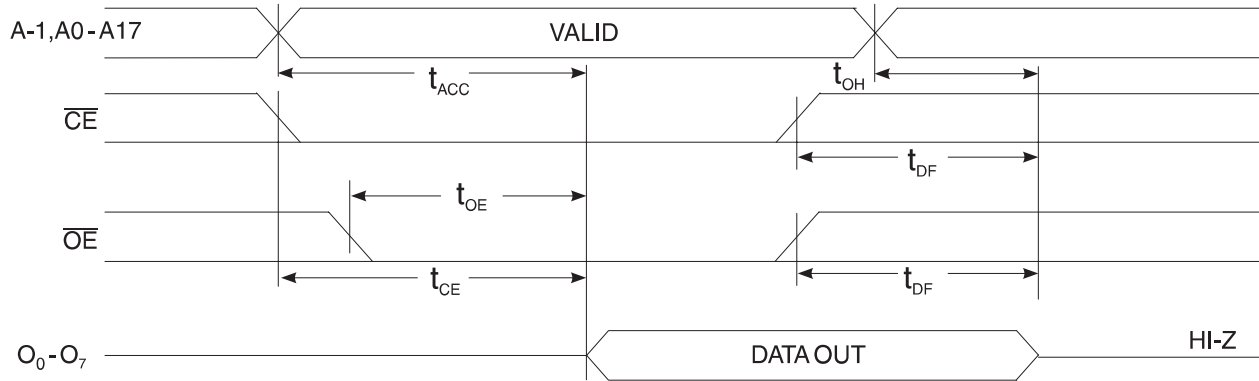 A-1,A0-A17 VALID
tACC tOH
CE
tDF
tOE
OE
tCE tDF
O0-O7 DATA OUT HI-Z